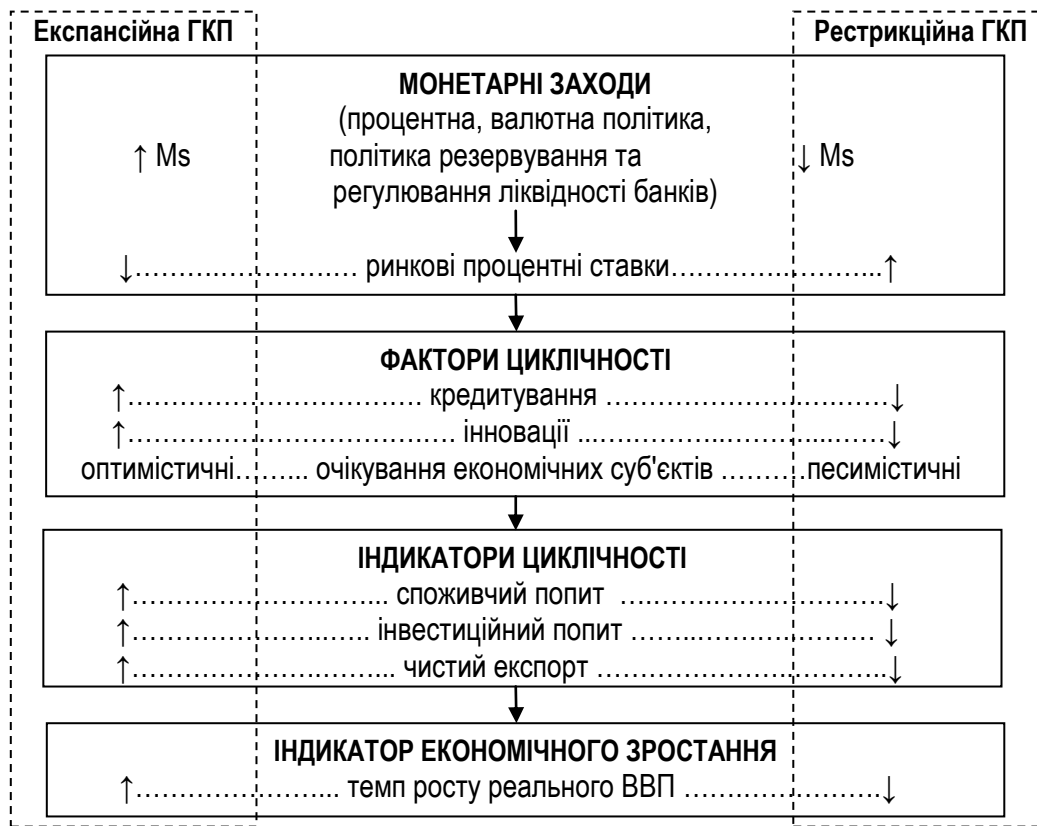 Експансійна ГКП Рестрикційна ГКП
МОНЕТАРНІ ЗАХОДИ
(процентна, валютна політика,
↑ Ms політика резервування та ↓ Ms
регулювання ліквідності банків)
↓……..………………..…. ринкові процентні ставки…………………...↑
ФАКТОРИ ЦИКЛІЧНОСТІ
↑……………………………. кредитування …………………………↓
↑………………………………. інновації ..……………..………...……↓
оптимістичні……... очікування економічних суб'єктів ………песимістичні
ІНДИКАТОРИ ЦИКЛІЧНОСТІ
↑………………………... споживчий попит …………………………↓
↑…………………..….. інвестиційний попит ……..……………… ↓
↑………………………... чистий експорт …………………………..↓
ІНДИКАТОР ЕКОНОМІЧНОГО ЗРОСТАННЯ
↑…………………... темп росту реального ВВП ……..……………↓